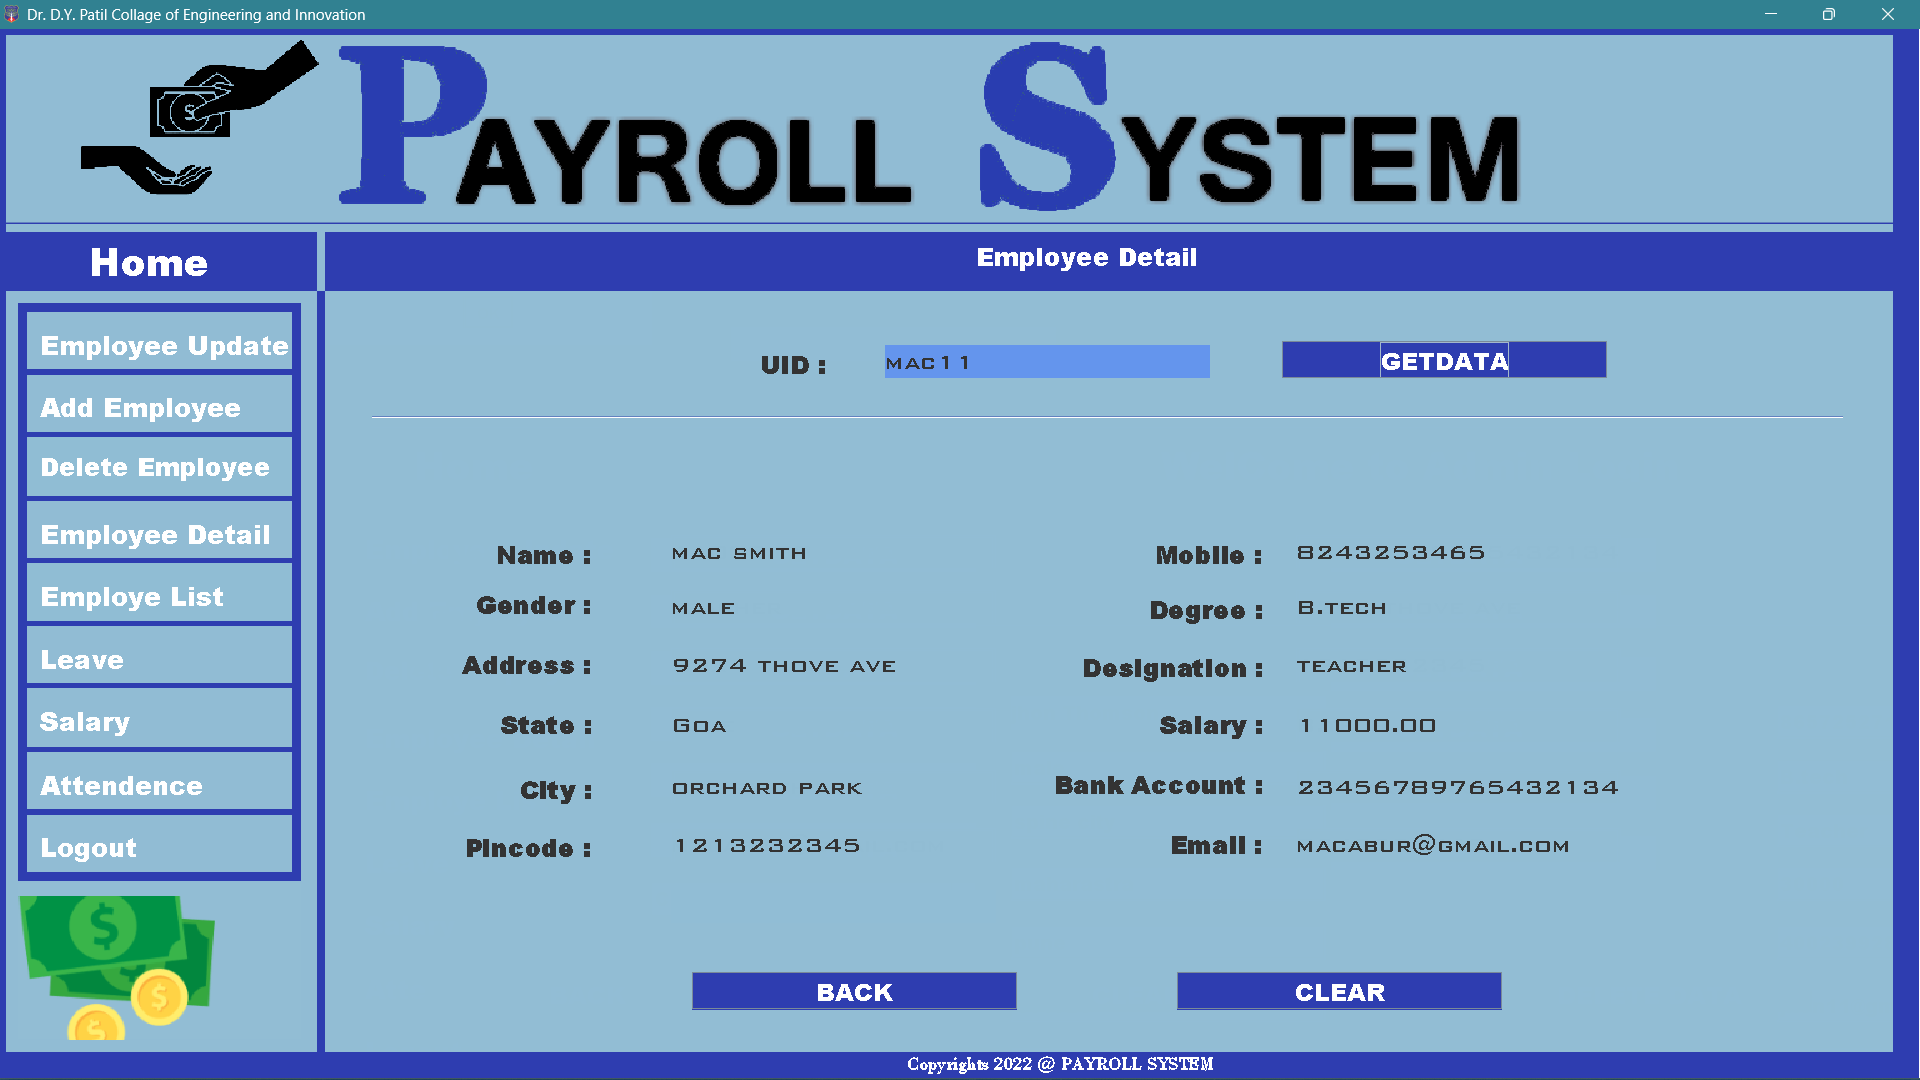 Dr. D.Y. Patil Collage of Engineering and Innovation
PAYROLL SYSTEM
Home
Employee Detail
Employee Update
Add Employee
Delete Employee
Employee Detail
Employe List
Leave
Salary
Attendence
Logout
UID : MAC11 GETDATA
Name : MAC SMITH Mobile : 8243253465
Gender : MALE Degree : B.TECH
Address : 9274 THOVE AVE Designation : TEACHER
State : GOA Salary : 11000.00
City : ORCHARD PARK Bank Account : 23456789765432134
Pincode : 1213232345 Email : MACABUR@GMAIL.COM
BACK CLEAR
Copyrights 2022 @ PAYROLL SYSTEM